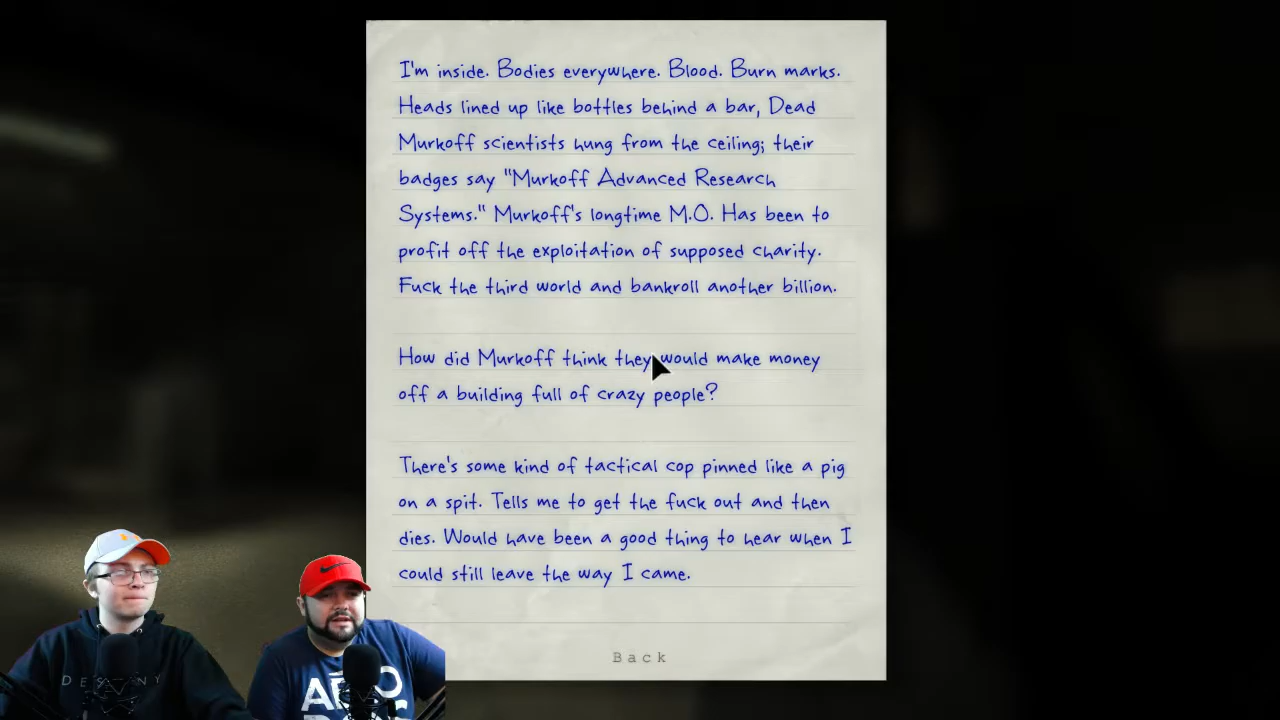 I'm inside. Bodies everywhere. Blood. Burn marks.
Heads lined up like bottles behind a bar, Dead
Murkoff scientists hung from the ceiling; their
badges say "Murkoff Advanced Research
Systems." Murkoff's longtime M.O. Has been to
profit off the exploitation of supposed charity.
Fuck the third world and bankroll another billion.
How did Murkoff think they would make money
off a building full of crazy people?
There's some kind of tactical cop pinned like a pig
on a spit. Tells me to get the fuck out and then
dies. Would have been a good thing to hear when I
could still leave the way I came.
Back